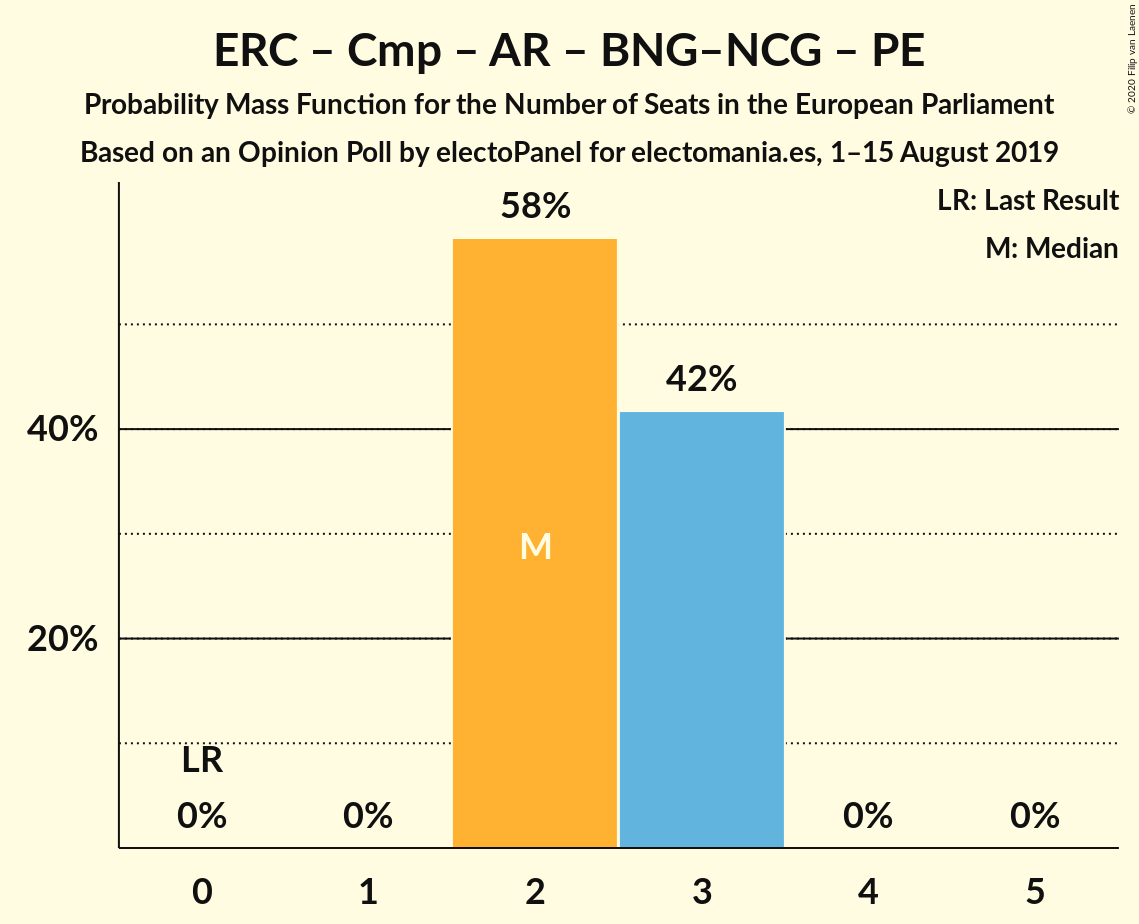 ERC – Cmp – AR – BNG–NCG – PE
Probability Mass Function for the Number of Seats in the European Parliament
Based on an Opinion Poll by electoPanel for electomania.es, 1–15 August 2019
© 2020 Filip van Laenen
LR: Last Result
M: Median
58%
42%
40%
M
20%
LR
0% 0% 0% 0%
0 1 2 3 4 5